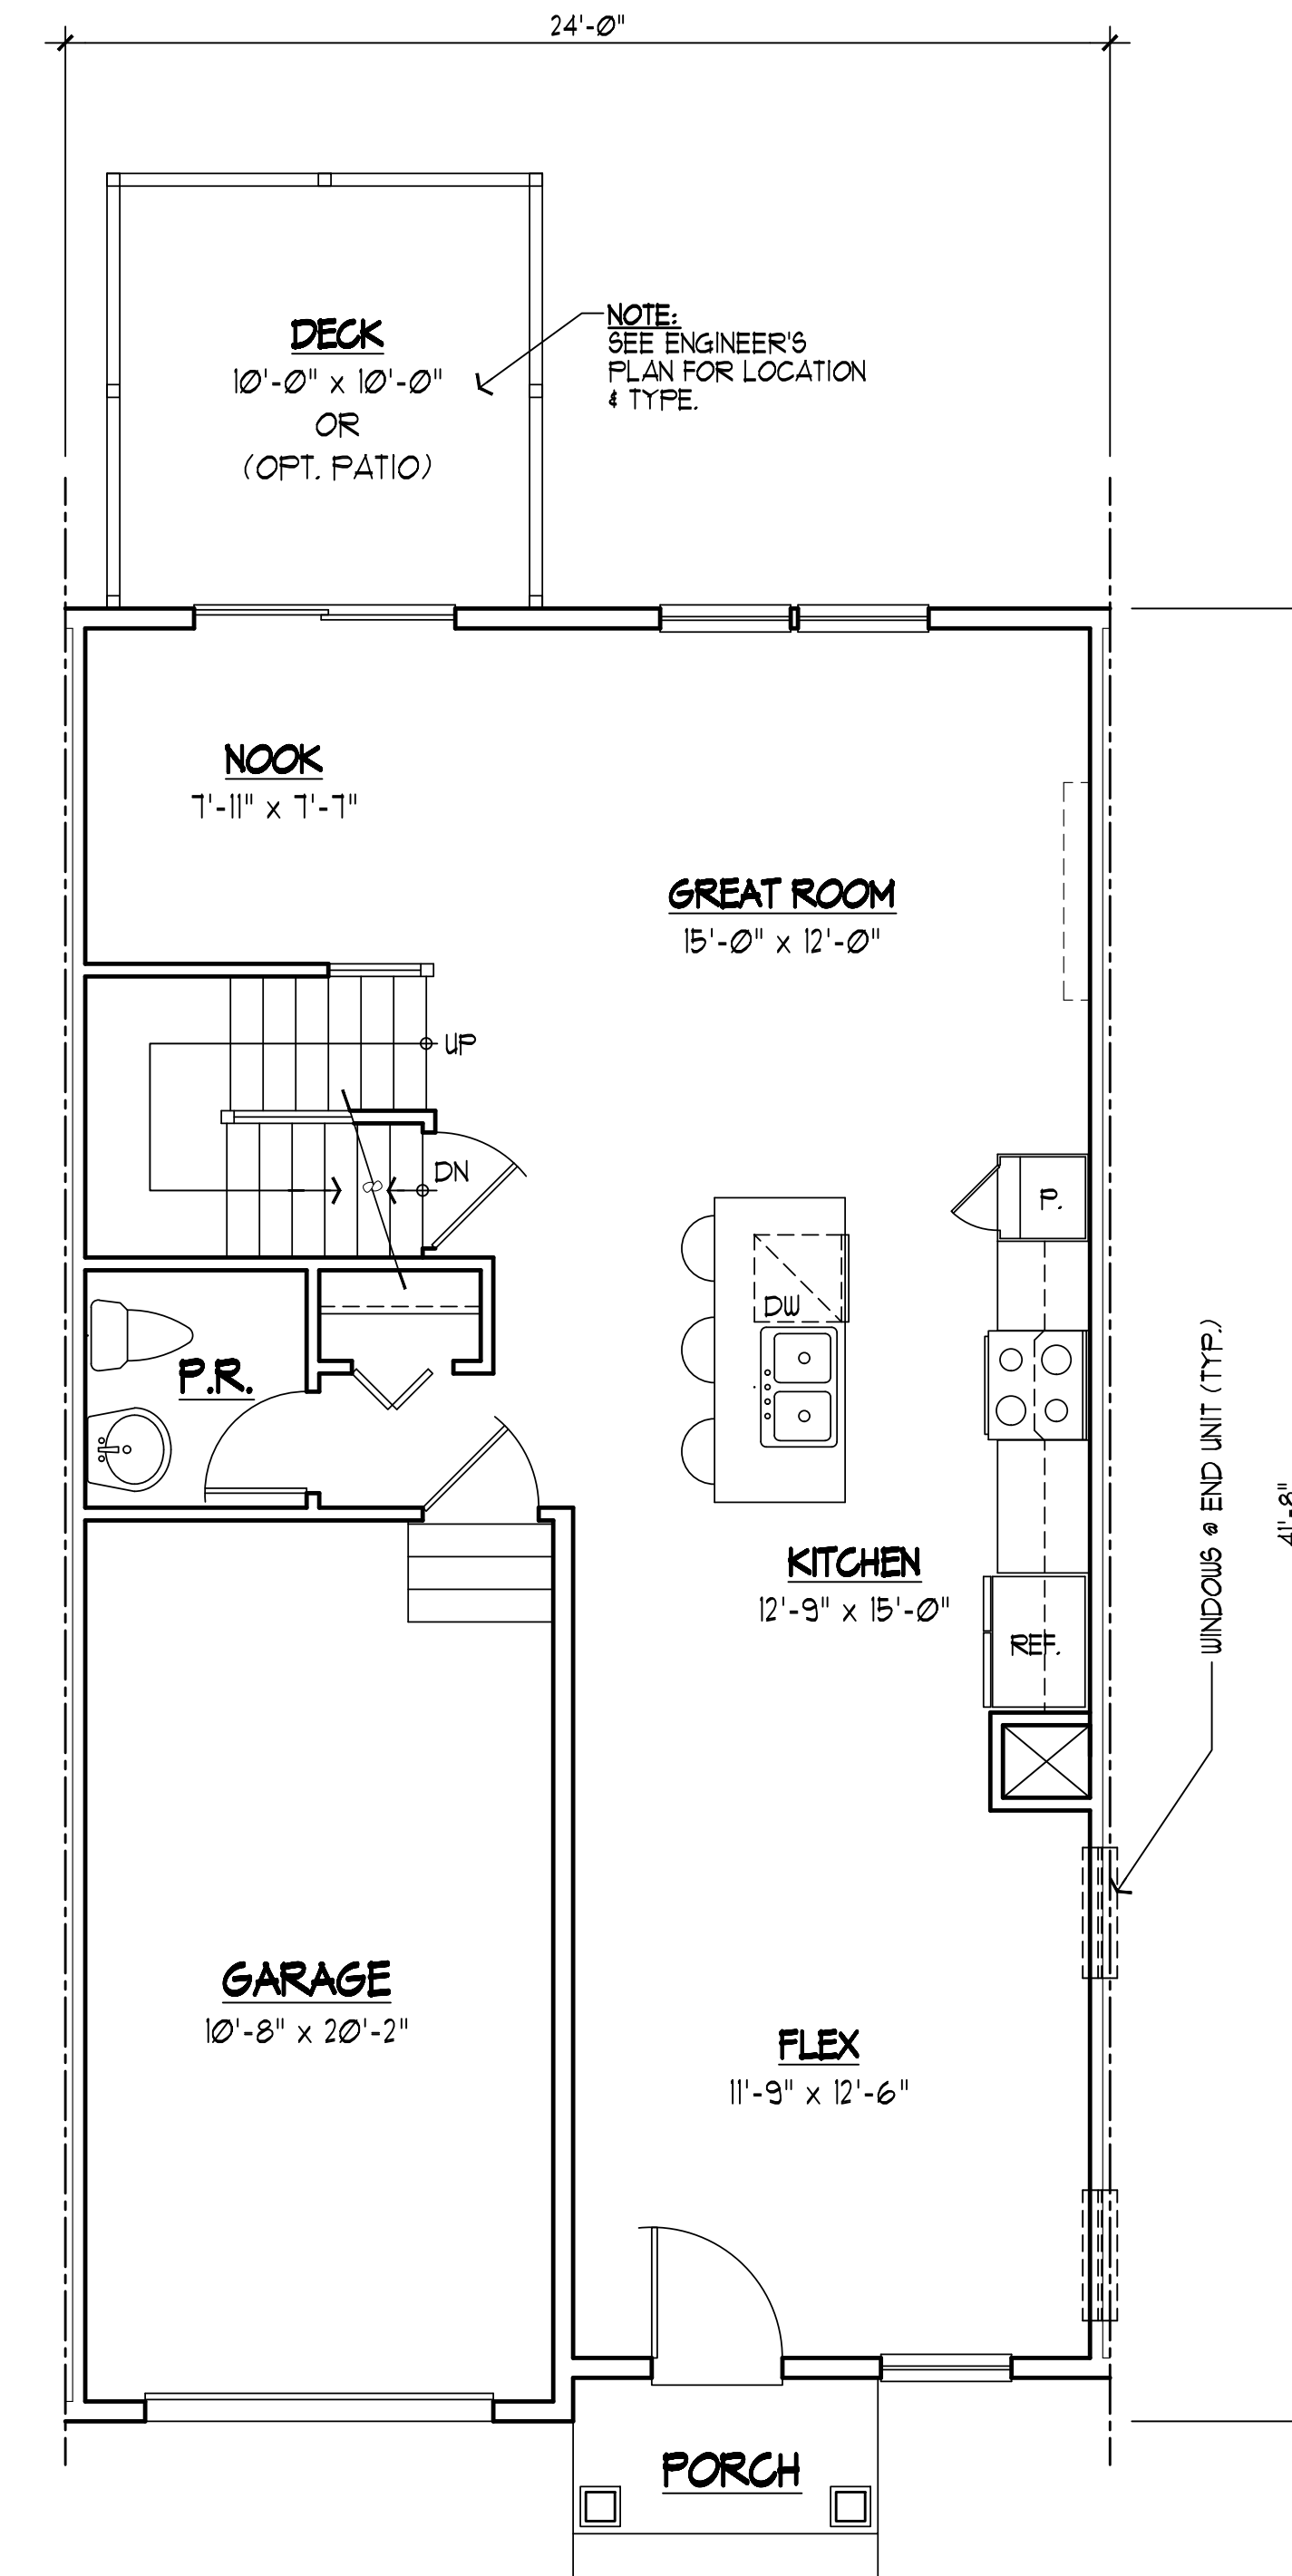 24'-0"
DECK
10'-0" x 10'-0"
OR
(OPT. PATIO)
NOTE:
SEE ENGINEER'S
PLAN FOR LOCATION
& TYPE.
NOOK
7'-11" x 7'-7"
GREAT ROOM
15'-0" x 12'-0"
UP
DN
P.
DW
P.R.
WINDOWS @ END UNIT (TYP.)
41'-8"
KITCHEN
12'-9" x 15'-0"
REF.
GARAGE
10'-8" x 20'-2"
FLEX
11'-9" x 12'-6"
PORCH